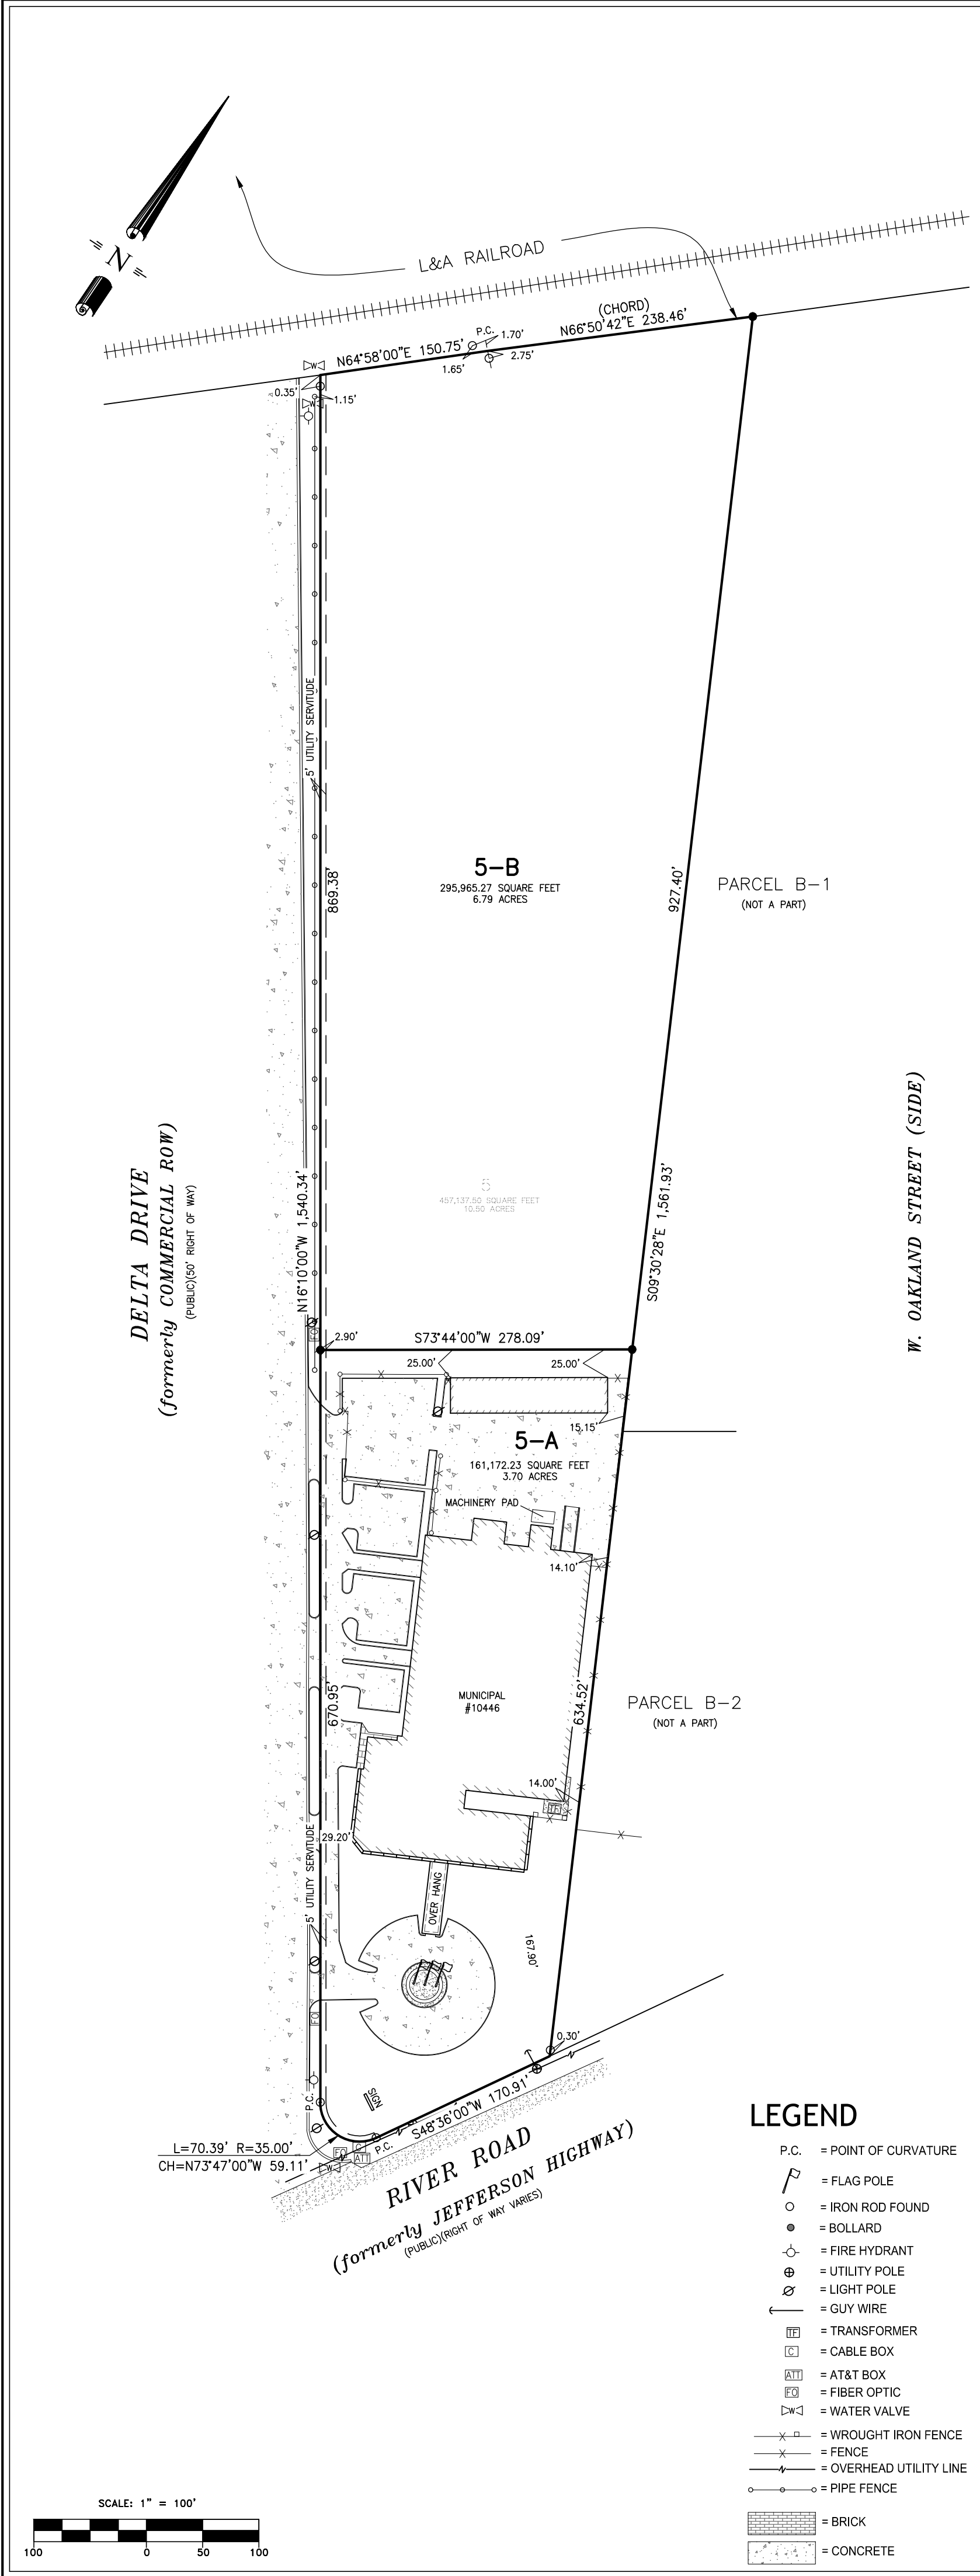 N
L&A RAILROAD
(CHORD)
N66°50'42"E 238.46'
P.C.
1.70'
N64°58'00"E 150.75'
2.75'
1.65'
W
0.35'
W
1.15'
5' UTILITY SERVITUDE
869.38'
5-B
295,965.27 SQUARE FEET
6.79 ACRES
927.40'
PARCEL B-1
(NOT A PART)
W. OAKLAND STREET (SIDE)
DELTA DRIVE
(formerly COMMERCIAL ROW)
(PUBLIC)(50' RIGHT OF WAY)
N16°10'00"W 1,540.34'
5
457,137.50 SQUARE FEET
10.50 ACRES
S09°30'28"E 1,561.93'
FO
2.90'
S73°44'00"W 278.09'
25.00'
25.00'
15.15'
5-A
161,172.23 SQUARE FEET
3.70 ACRES
MACHINERY PAD
14.10'
670.95'
MUNICIPAL
#10446
634.52'
PARCEL B-2
(NOT A PART)
14.00'
TF
29.20'
5' UTILITY SERVITUDE
OVER HANG
167.90'
FO
0.30'
SIGN
P.C.
P.C.
S48°36'00"W 170.91'
L=70.39' R=35.00'
CH=N73°47'00"W 59.11'
FO
C
ATT
W
RIVER ROAD
(formerly JEFFERSON HIGHWAY)
(PUBLIC)(RIGHT OF WAY VARIES)
LEGEND
P.C. = POINT OF CURVATURE
= FLAG POLE
= IRON ROD FOUND
= BOLLARD
= FIRE HYDRANT
= UTILITY POLE
= LIGHT POLE
= GUY WIRE
TF = TRANSFORMER
C = CABLE BOX
ATT = AT&T BOX
FO = FIBER OPTIC
W = WATER VALVE
= WROUGHT IRON FENCE
= FENCE
= OVERHEAD UTILITY LINE
= PIPE FENCE
= BRICK
= CONCRETE
SCALE: 1" = 100'
100 0 50 100